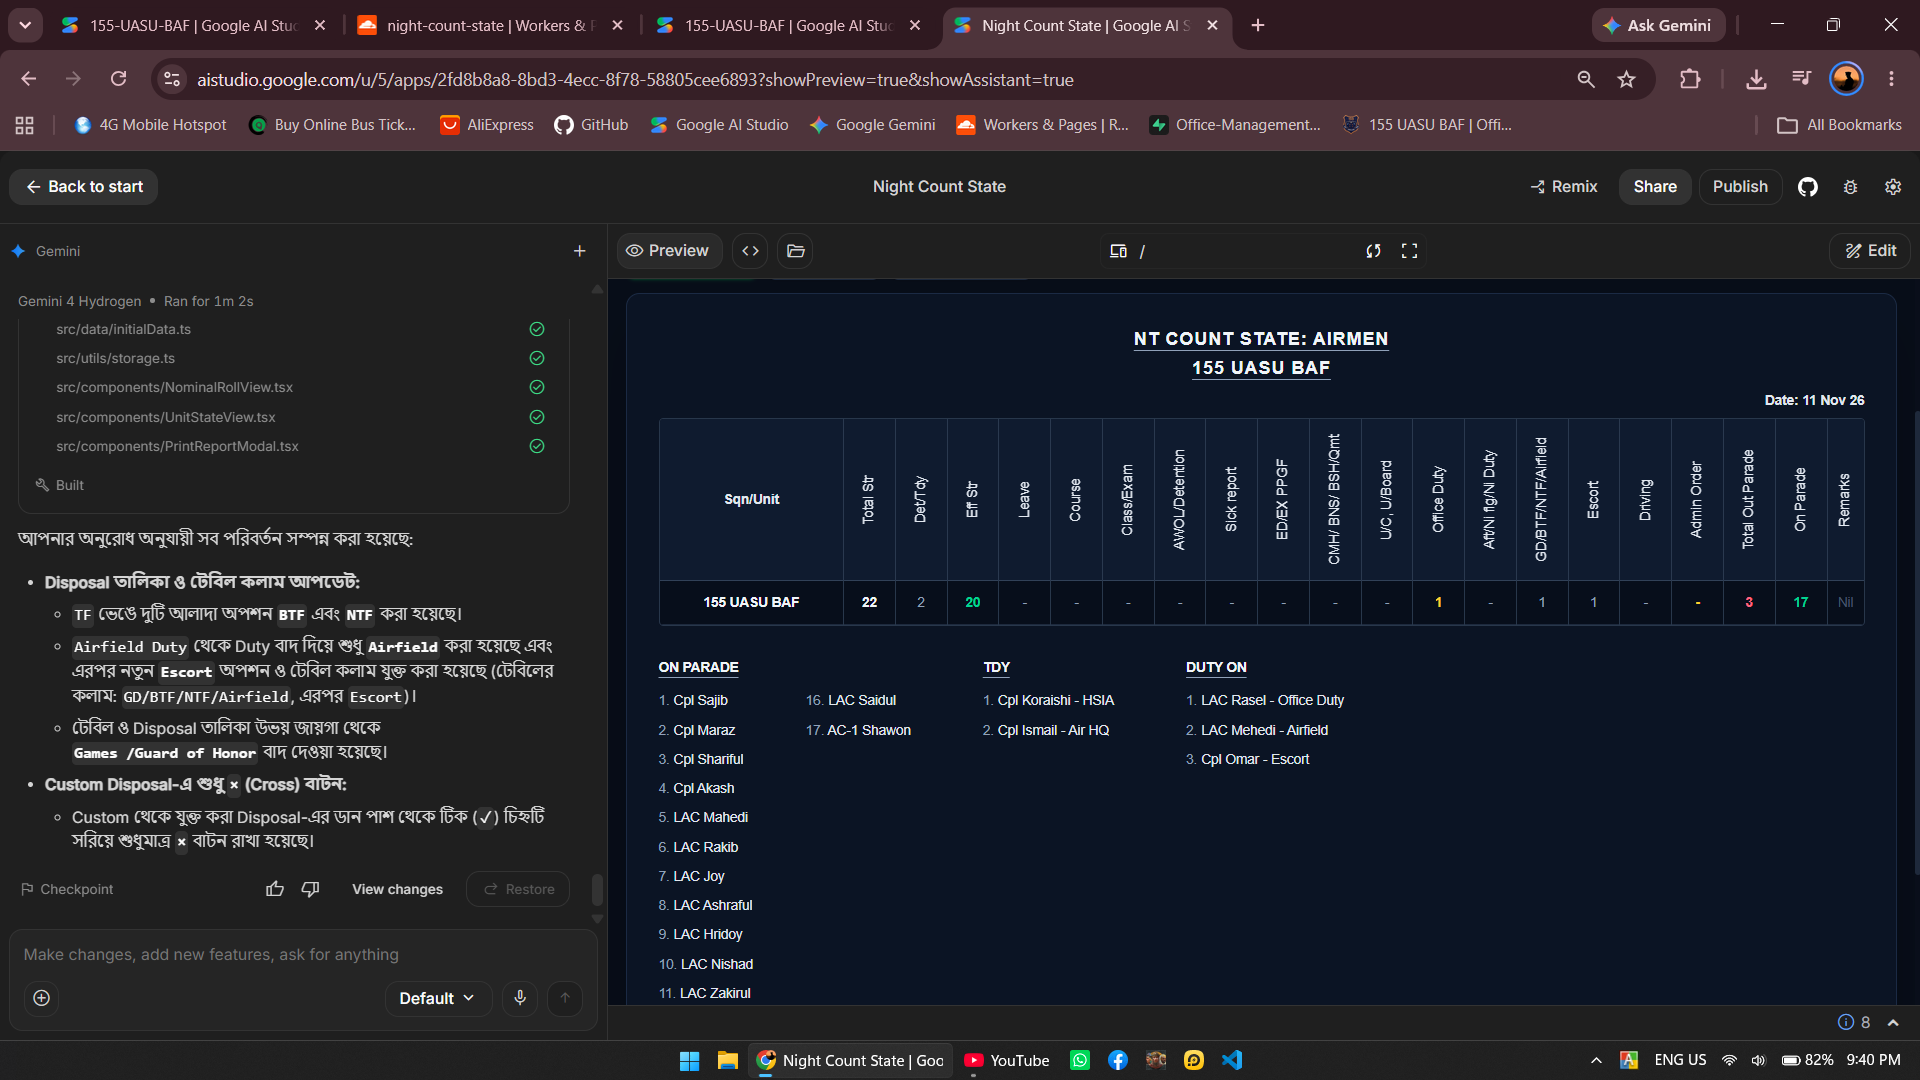 155-UASU-BAF | Google AI Stuc
night-count-state | Workers & P
155-UASU-BAF | Google AI Stuc
Night Count State | Google AI S
Ask Gemini
aistudio.google.com/u/5/apps/2fd8b8a8-8bd3-4ecc-8f78-58805cee6893?showPreview=true&showAssistant=true
4G Mobile Hotspot
Buy Online Bus Tick...
AliExpress
GitHub
Google AI Studio
Google Gemini
Workers & Pages | R...
Office-Management...
155 UASU BAF | Offi...
All Bookmarks
Back to start
Night Count State
Remix
Share
Publish
Gemini
Preview
/
Edit
Gemini 4 Hydrogen • Ran for 1m 2s
src/data/initialData.ts
src/utils/storage.ts
src/components/NominalRollView.tsx
src/components/UnitStateView.tsx
src/components/PrintReportModal.tsx
Built
আপনার অনুরোধ অনুযায়ী সব পরিবর্তন সম্পন্ন করা হয়েছে:
• Disposal তালিকা ও টেবিল কলাম আপডেট:
TF ভেঙে দুটি আলাদা অপশন BTF এবং NTF করা হয়েছে।
Airfield Duty থেকে Duty বাদ দিয়ে শুধু Airfield করা হয়েছে এবং
এরপর নতুন Escort অপশন ও টেবিল কলাম যুক্ত করা হয়েছে (টেবিলের
কলাম: GD/BTF/NTF/Airfield, এরপর Escort)।
টেবিল ও Disposal তালিকা উভয় জায়গা থেকে
Games /Guard of Honor বাদ দেওয়া হয়েছে।
• Custom Disposal-এ শুধু × (Cross) বাটন:
Custom থেকে যুক্ত করা Disposal-এর ডান পাশ থেকে টিক (✓) চিহ্নটি
সরিয়ে শুধুমাত্র × বাটন রাখা হয়েছে।
Checkpoint
View changes
Restore
Make changes, add new features, ask for anything
Default
NT COUNT STATE: AIRMEN
155 UASU BAF
Date: 11 Nov 26
Sqn/Unit
Total Str
Det/Tdy
Eff Str
Leave
Course
Class/Exam
AWOL/Detention
Sick report
ED/EX PPGF
CMH/ BNS/ BSH/Qmt
U/C, U/Board
Office Duty
Aft/Ni flg/Ni Duty
GD/BTF/NTF/Airfield
Escort
Driving
Admin Order
Total Out Parade
On Parade
Remarks
155 UASU BAF 22 2 20 - - - - - - - - 1 - 1 1 - - 3 17 Nil
ON PARADE
1. Cpl Sajib
2. Cpl Maraz
3. Cpl Shariful
4. Cpl Akash
5. LAC Mahedi
6. LAC Rakib
7. LAC Joy
8. LAC Ashraful
9. LAC Hridoy
10. LAC Nishad
11. LAC Zakirul
16. LAC Saidul
17. AC-1 Shawon
TDY
1. Cpl Koraishi - HSIA
2. Cpl Ismail - Air HQ
DUTY ON
1. LAC Rasel - Office Duty
2. LAC Mehedi - Airfield
3. Cpl Omar - Escort
8
Night Count State | Goo
YouTube
ENG US
82%
9:40 PM